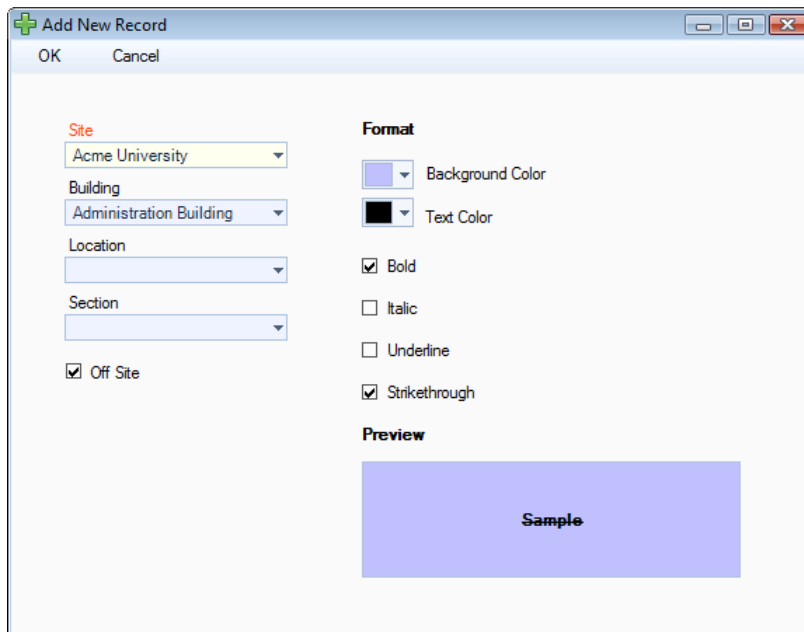 Add New Record
OK Cancel
Site
Acme University
Building
Administration Building
Location
Section
Off Site
Format
Background Color
Text Color
Bold
Italic
Underline
Strikethrough
Preview
Sample